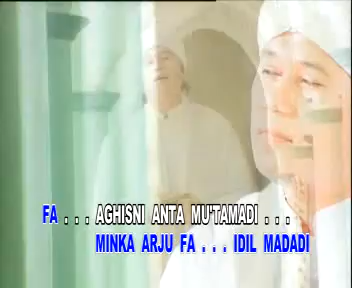 FA . . . AGHISNI ANTA MU'TAMADI . . .
MINKA ARJU FA . . . IDIL MADADI